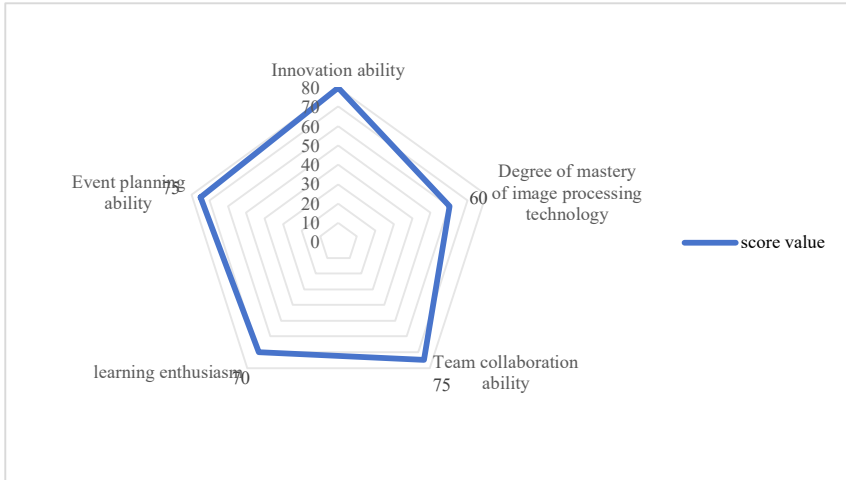 Innovation ability
80
70
60
50
40
30
20
10
0
Degree of mastery
of image processing
technology
60
Team collaboration
ability
75
learning enthusiasm
70
Event planning
ability
75
score value